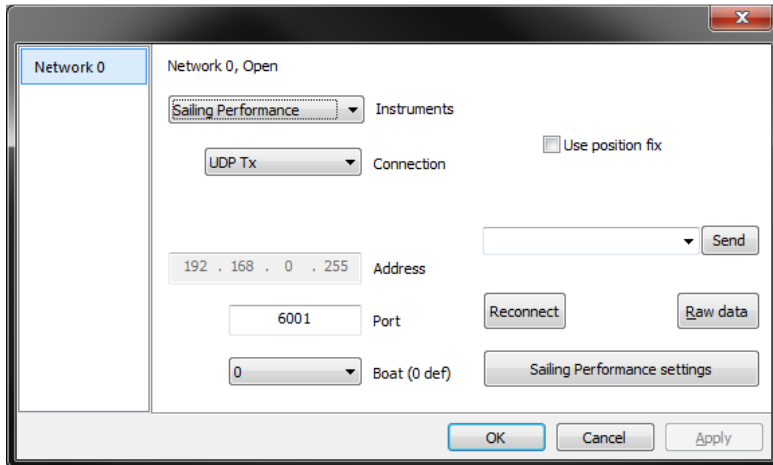 Network 0
Network 0, Open
Sailing Performance Instruments
Use position fix
UDP Tx Connection
Send
192 . 168 . 0 . 255 Address
6001 Port
Reconnect
Raw data
0 Boat (0 def)
Sailing Performance settings
OK Cancel Apply